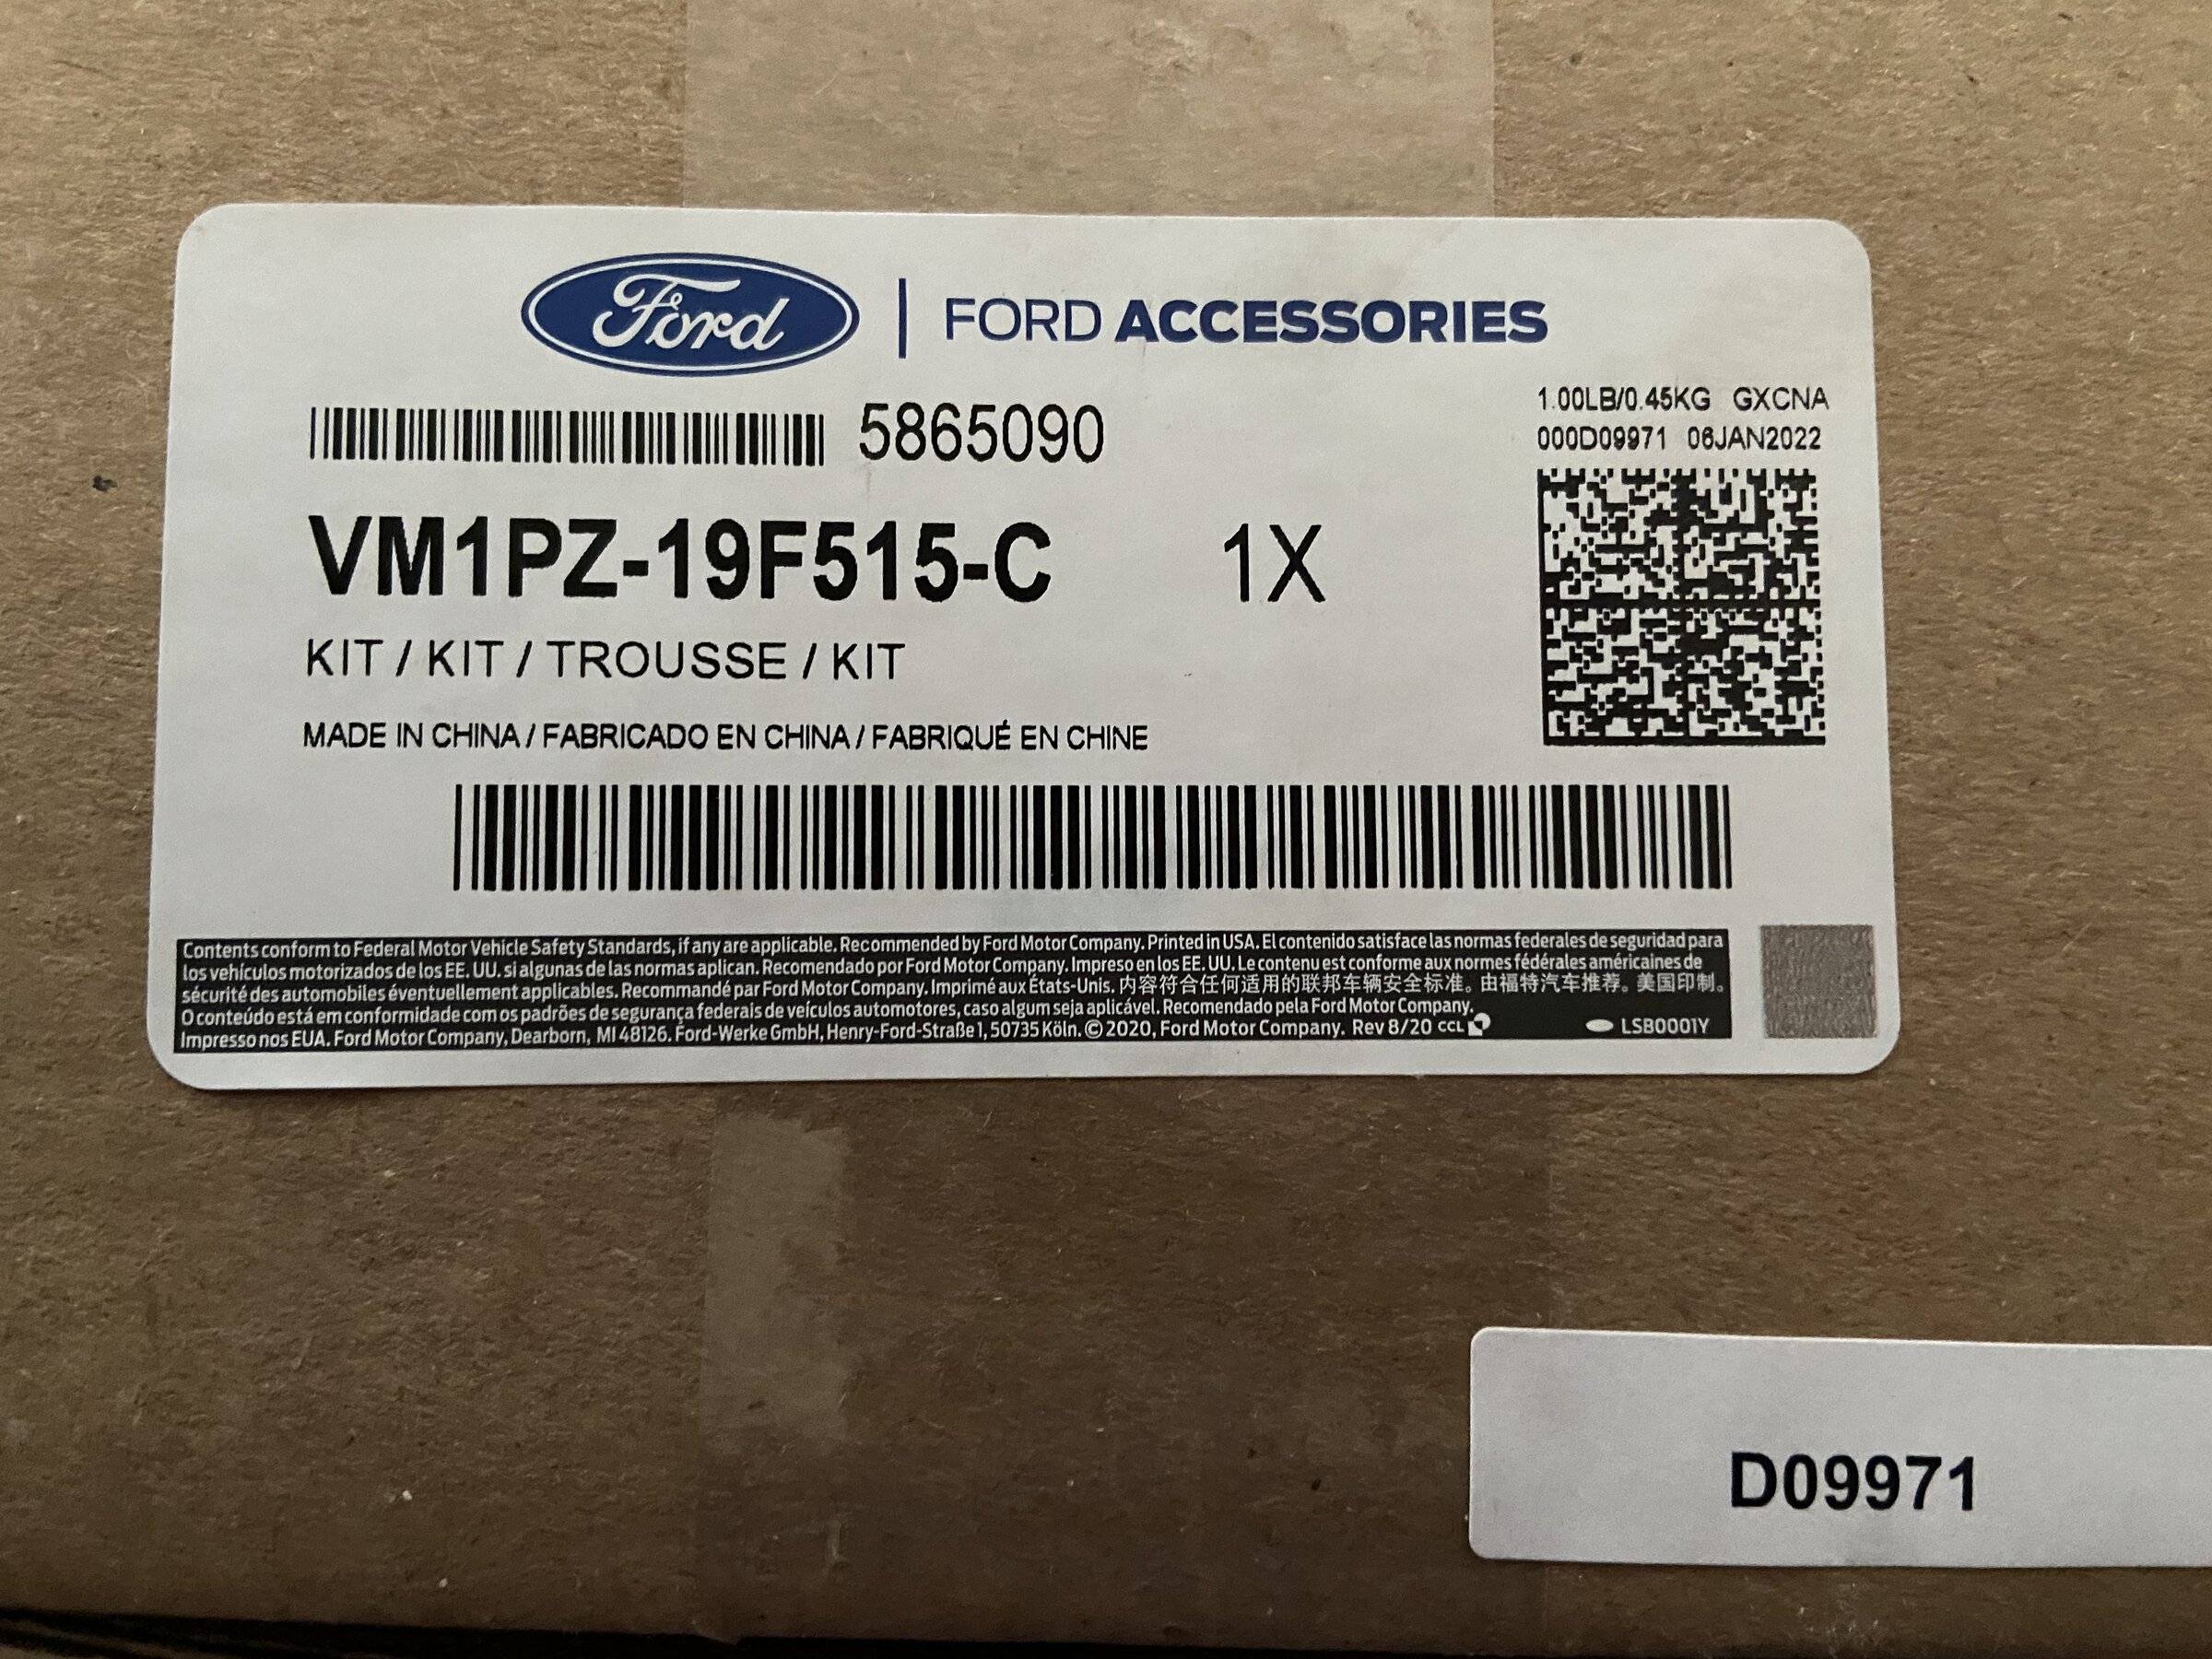 Ford | FORD ACCESSORIES
5865090
1.00LB/0.45KG GXCNA
000D09971 06JAN2022
VM1PZ-19F515-C 1X
KIT / KIT / TROUSSE / KIT
MADE IN CHINA / FABRICADO EN CHINA / FABRIQUÉ EN CHINE
Contents conform to Federal Motor Vehicle Safety Standards, if any are applicable. Recommended by Ford Motor Company. Printed in USA. El contenido satisface las normas federales de seguridad para
los vehículos motorizados de los EE. UU. si algunas de las normas aplican. Recomendado por Ford Motor Company. Impreso en los EE. UU. Le contenu est conforme aux normes fédérales américaines de
sécurité des automobiles éventuellement applicables. Recommandé par Ford Motor Company. Imprimé aux États-Unis. 内容符合任何适用的联邦车辆安全标准。由福特汽车推荐。美国印制。
O conteúdo está em conformidade com os padrões de segurança federais de veículos automotores, caso algum seja aplicável. Recomendado pela Ford Motor Company.
Impresso nos EUA. Ford Motor Company, Dearborn, MI 48126. Ford-Werke GmbH, Henry-Ford-Straße 1, 50735 Köln. © 2020, Ford Motor Company. Rev 8/20 CCL LSB0001Y
D09971